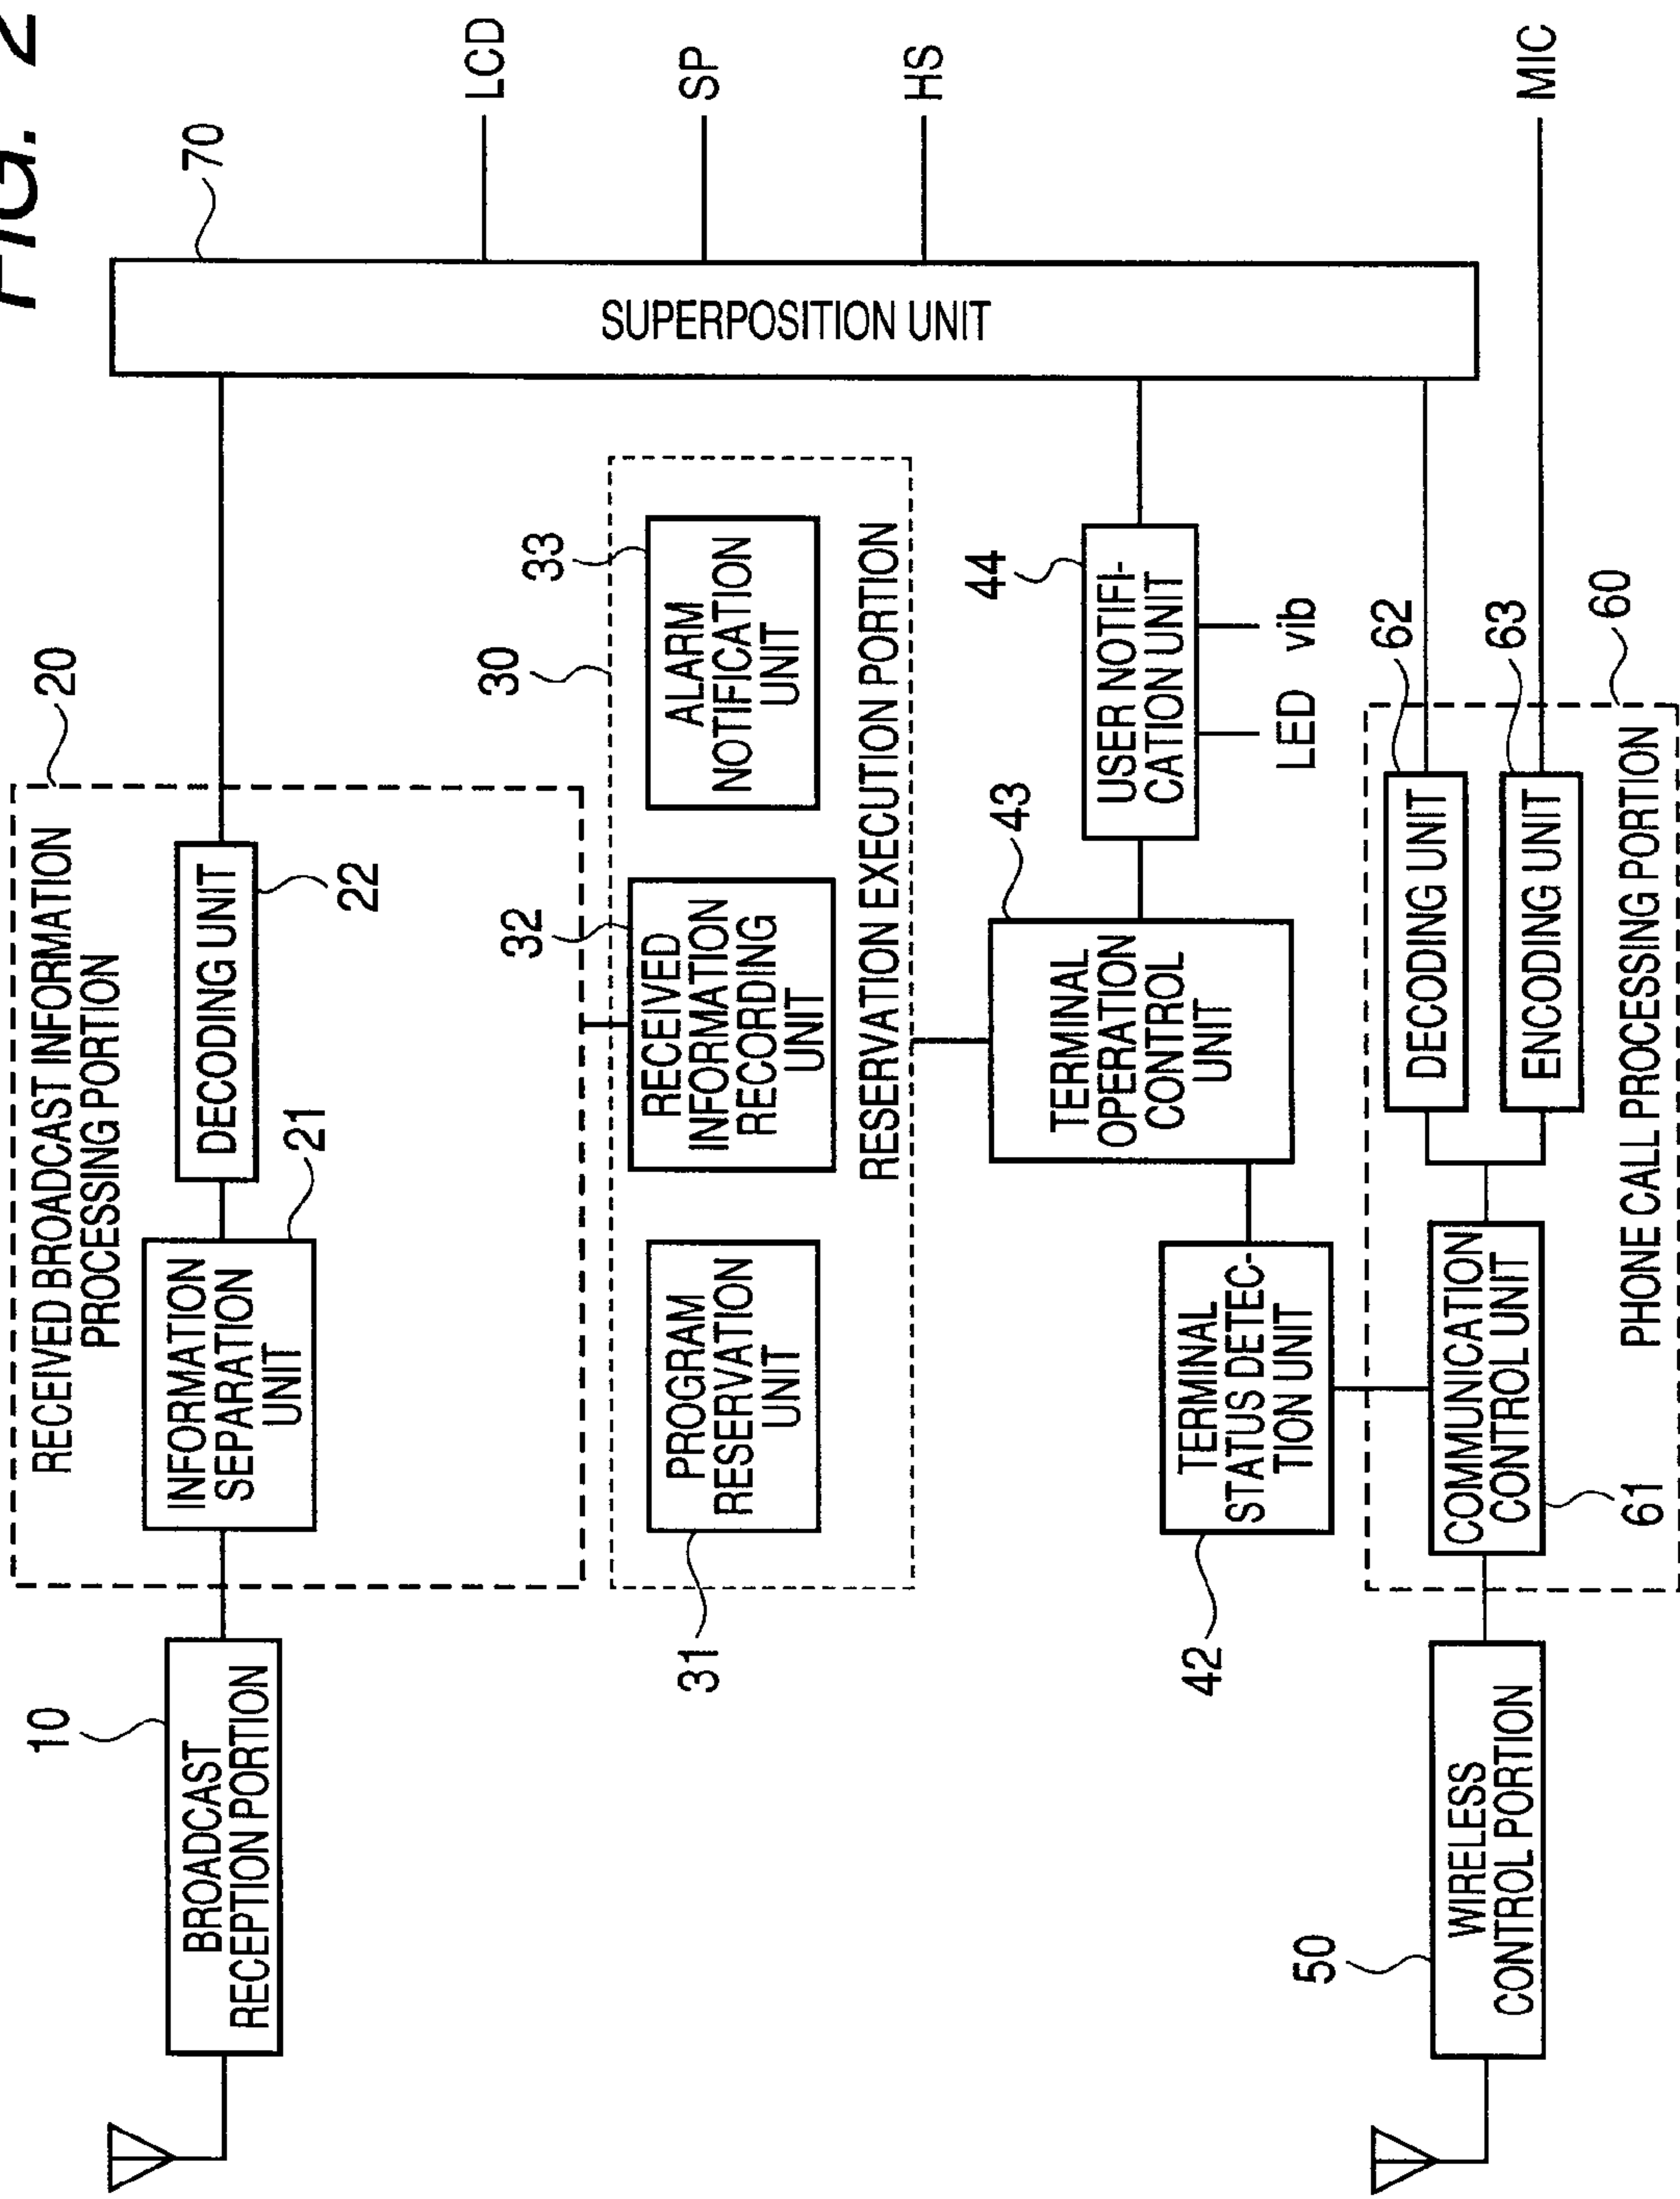 FIG. 2
20
RECEIVED BROADCAST INFORMATION
PROCESSING PORTION
10
BROADCAST
RECEPTION PORTION
INFORMATION
SEPARATION
UNIT
21
DECODING UNIT
22
70
SUPERPOSITION UNIT
LCD
SP
HS
MIC
30
31
PROGRAM
RESERVATION
UNIT
32
RECEIVED
INFORMATION
RECORDING
UNIT
33
ALARM
NOTIFICATION
UNIT
RESERVATION EXECUTION PORTION
42
TERMINAL
STATUS DETEC-
TION UNIT
43
TERMINAL
OPERATION
CONTROL
UNIT
44
USER NOTIFI-
CATION UNIT
LED vib
50
WIRELESS
CONTROL PORTION
61
COMMUNICATION
CONTROL UNIT
62
DECODING UNIT
63
ENCODING UNIT
60
PHONE CALL PROCESSING PORTION